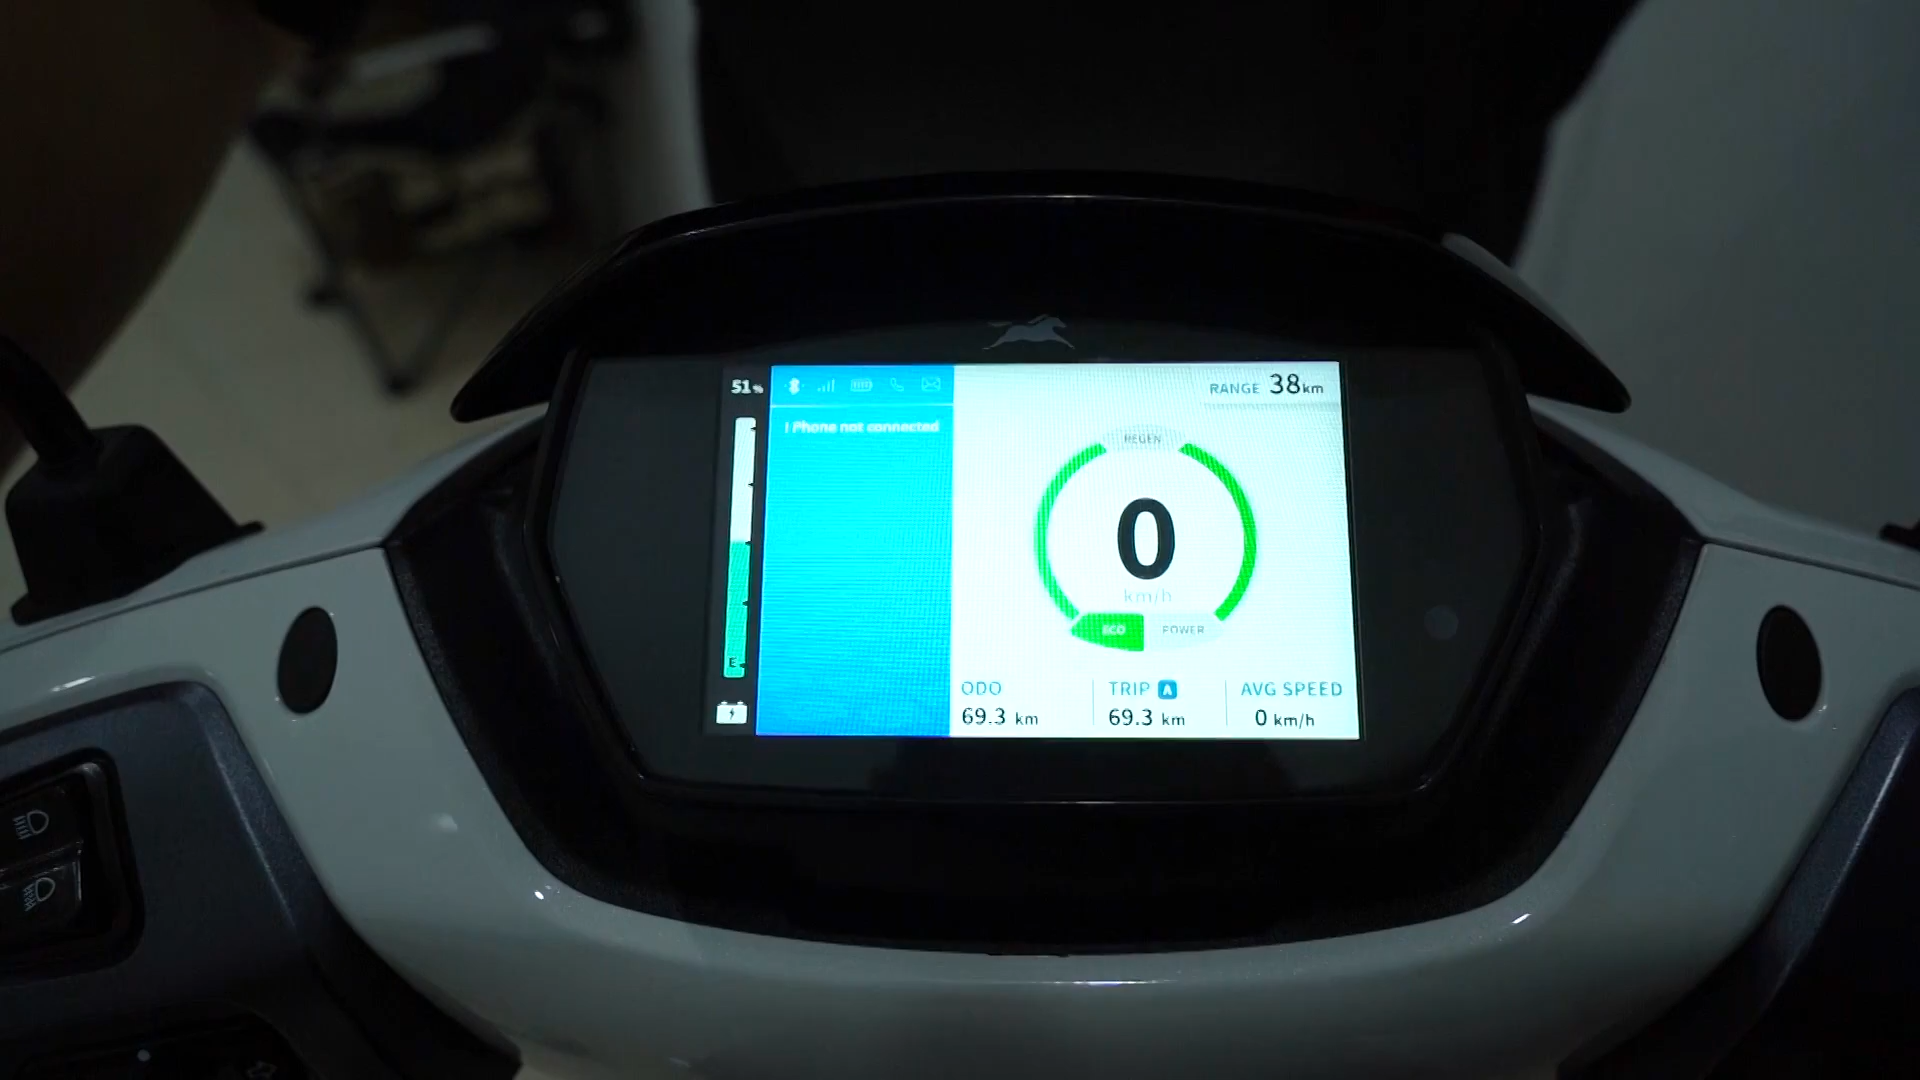 51%
! Phone not connected
RANGE 38km
REGEN
0
km/h
ECO POWER
E
ODO
69.3 km
TRIP A
69.3 km
AVG SPEED
0 km/h